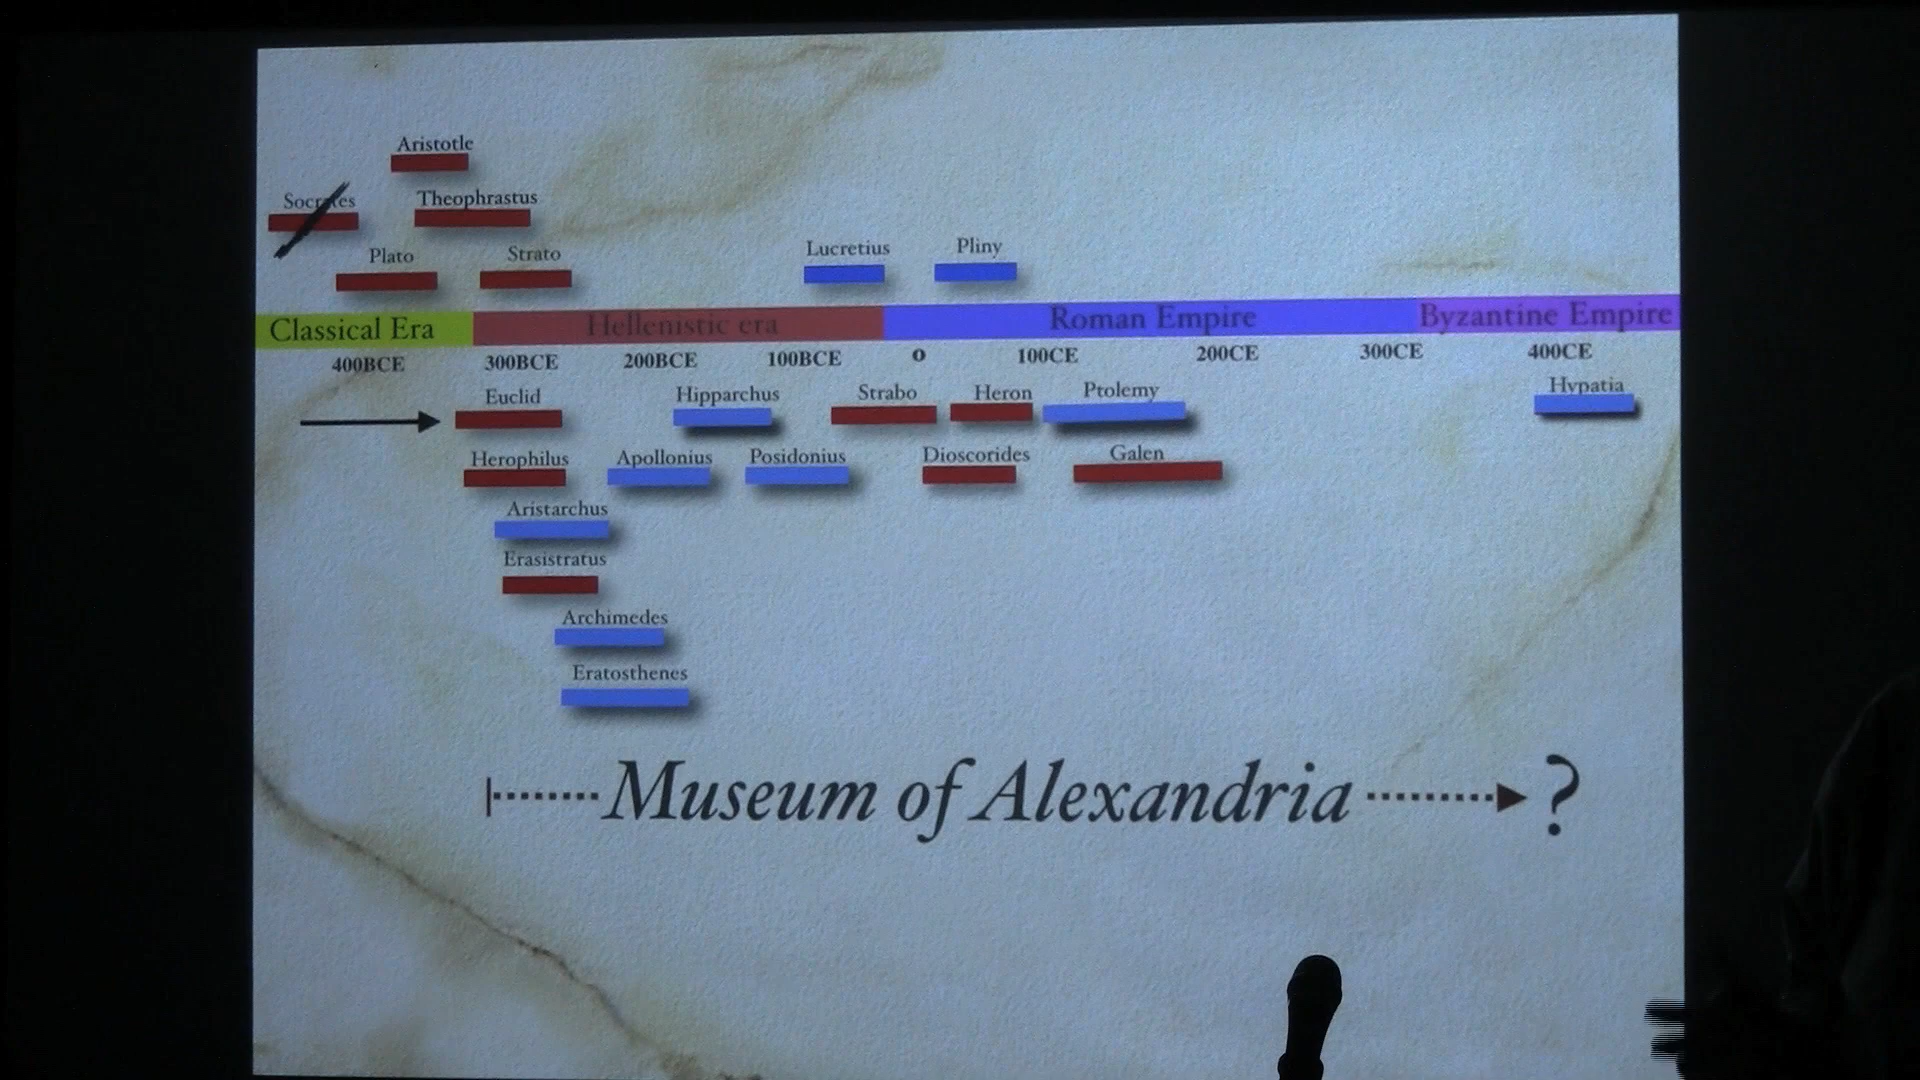 Aristotle
Socrates
Theophrastus
Plato
Strato
Lucretius
Pliny
Classical Era
Hellenistic era
Roman Empire
Byzantine Empire
400BCE
300BCE
200BCE
100BCE
0
100CE
200CE
300CE
400CE
Euclid
Hipparchus
Strabo
Heron
Ptolemy
Hypatia
Herophilus
Apollonius
Posidonius
Dioscorides
Galen
Aristarchus
Erasistratus
Archimedes
Eratosthenes
Museum of Alexandria ?